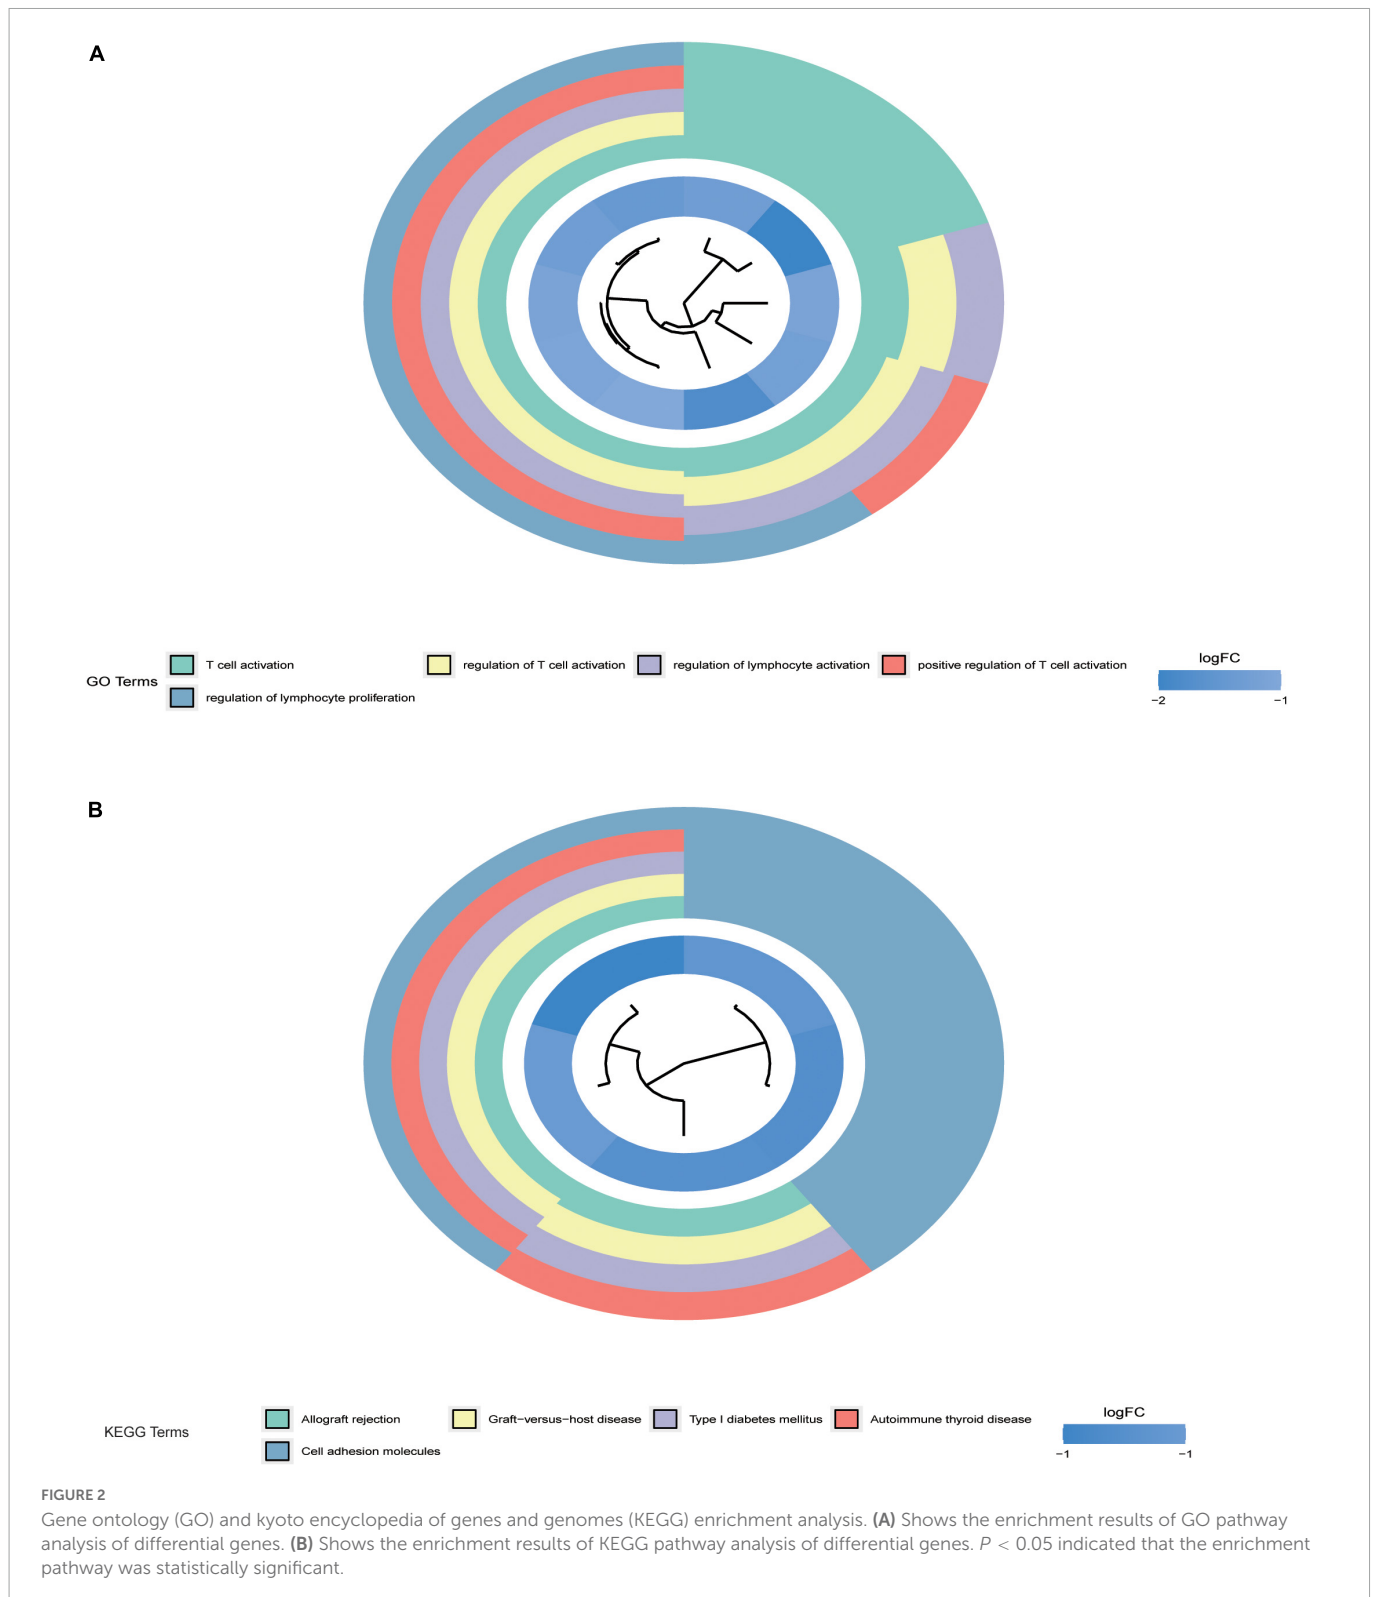 A
GO Terms
T cell activation
regulation of T cell activation
regulation of lymphocyte activation
positive regulation of T cell activation
regulation of lymphocyte proliferation
logFC
−2 −1
B
KEGG Terms
Allograft rejection
Graft−versus−host disease
Type I diabetes mellitus
Autoimmune thyroid disease
Cell adhesion molecules
logFC
−1 −1
FIGURE 2
Gene ontology (GO) and kyoto encyclopedia of genes and genomes (KEGG) enrichment analysis. (A) Shows the enrichment results of GO pathway
analysis of differential genes. (B) Shows the enrichment results of KEGG pathway analysis of differential genes. P < 0.05 indicated that the enrichment
pathway was statistically significant.